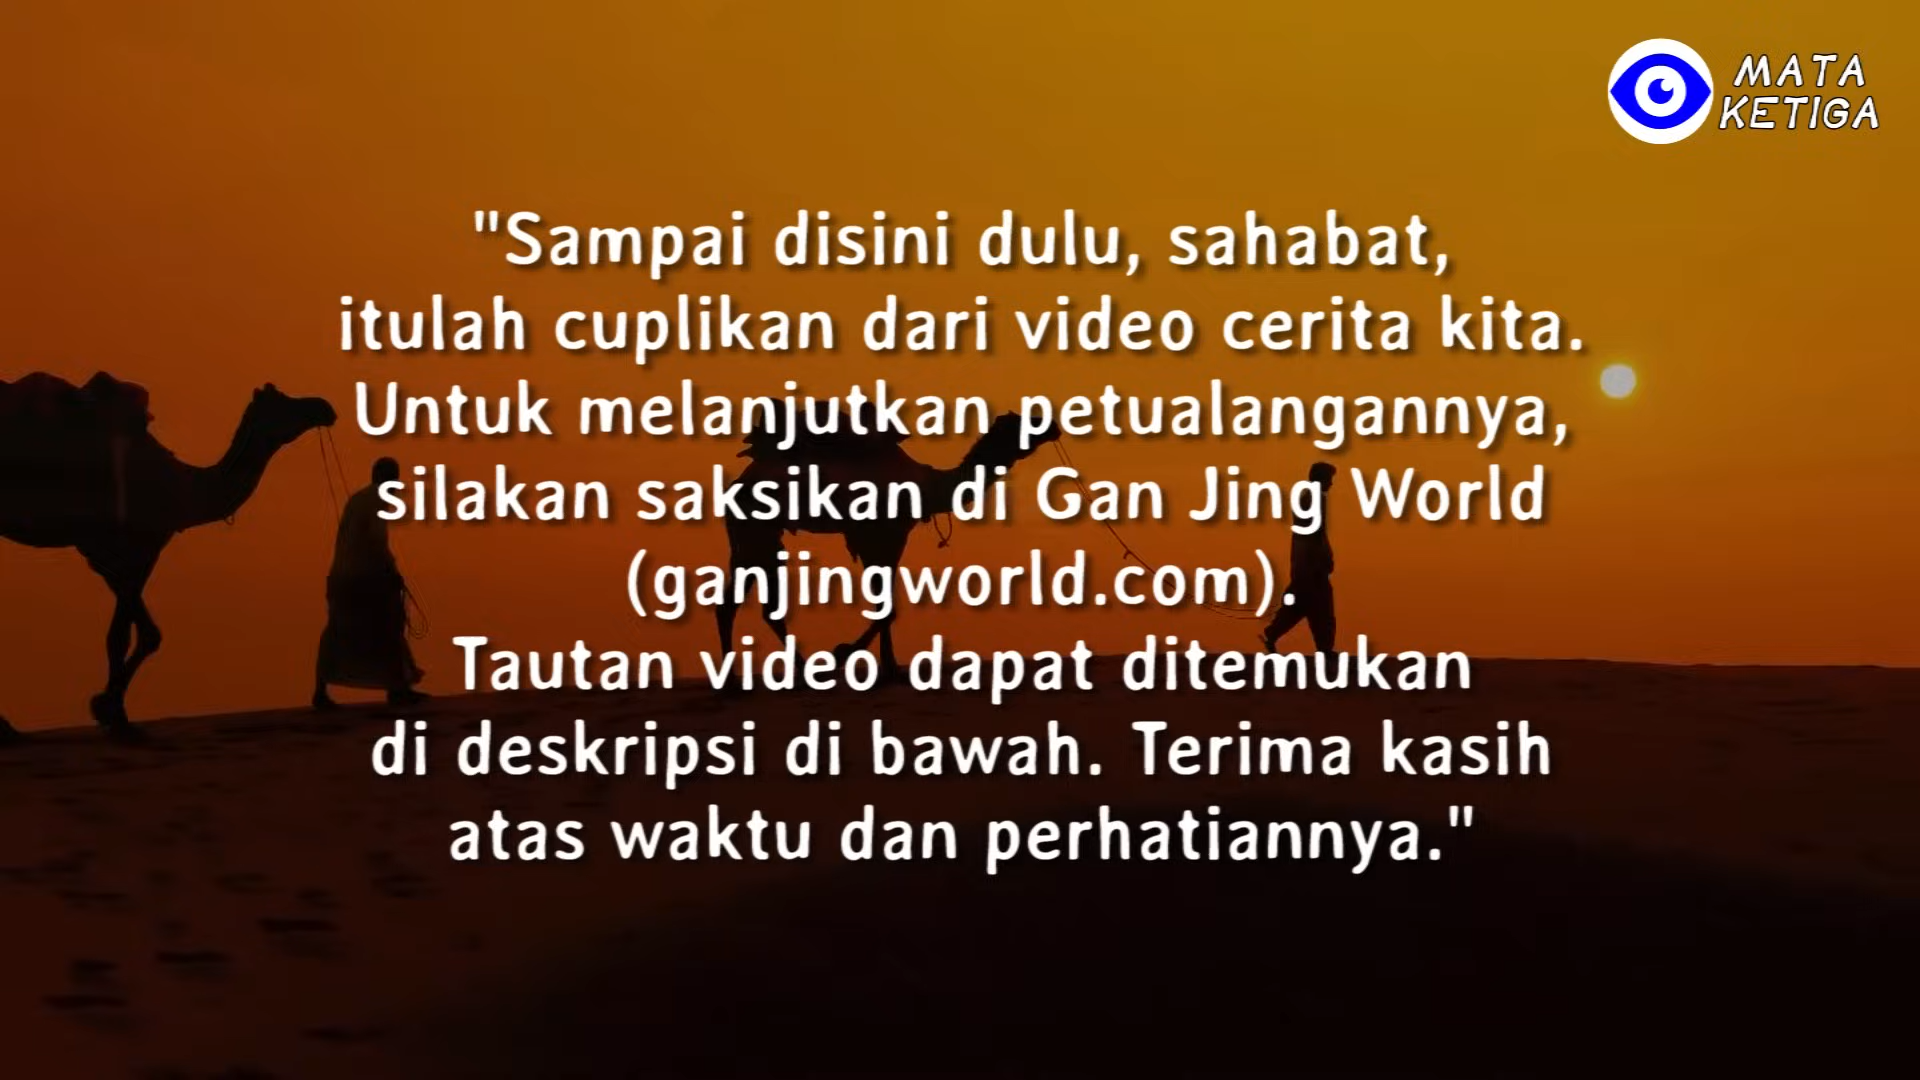 MATA
KETIGA
"Sampai disini dulu, sahabat,
itulah cuplikan dari video cerita kita.
Untuk melanjutkan petualangannya,
silakan saksikan di Gan Jing World
(ganjingworld.com).
Tautan video dapat ditemukan
di deskripsi di bawah. Terima kasih
atas waktu dan perhatiannya."